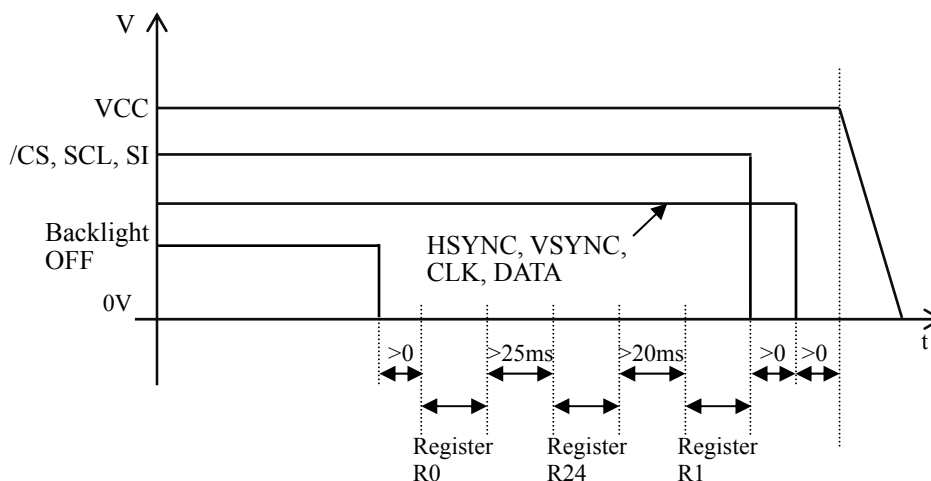 V
VCC
/CS, SCL, SI
Backlight
OFF
HSYNC, VSYNC,
CLK, DATA
0V
t
>0
>25ms
>20ms
>0
>0
Register
R0
Register
R24
Register
R1